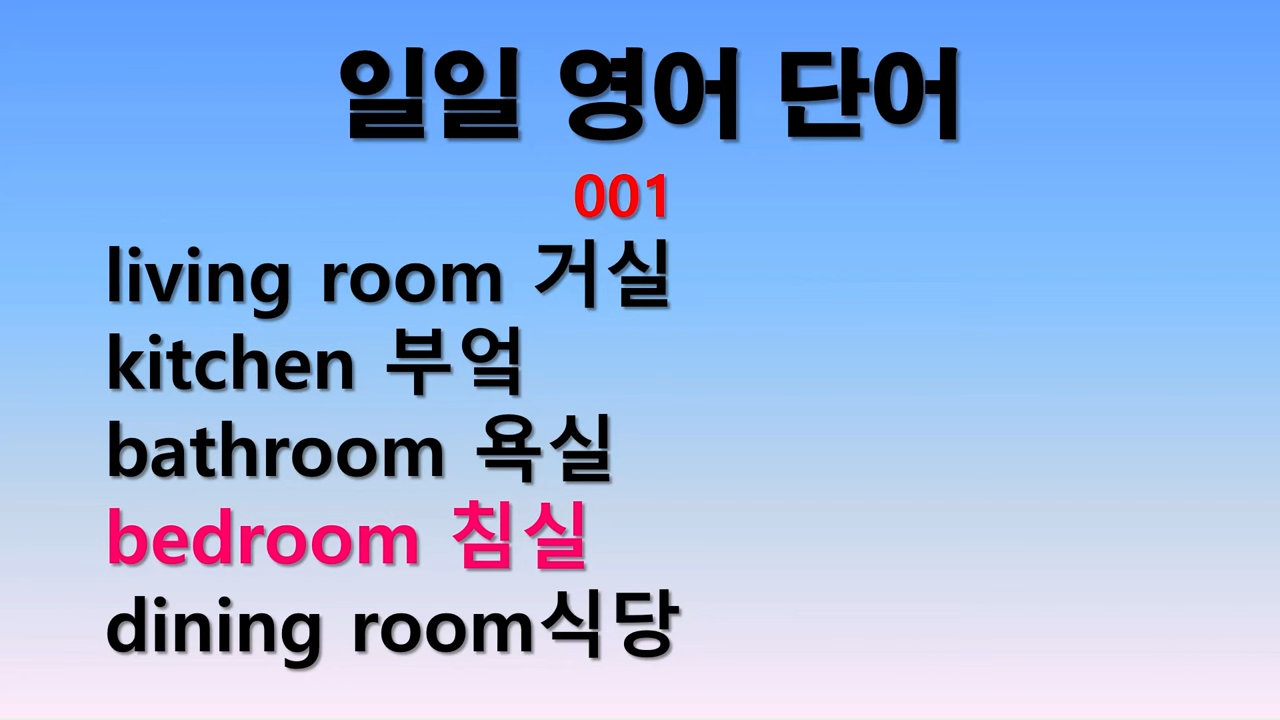 일일 영어 단어
001
living room 거실
kitchen 부엌
bathroom 욕실
bedroom 침실
dining room식당